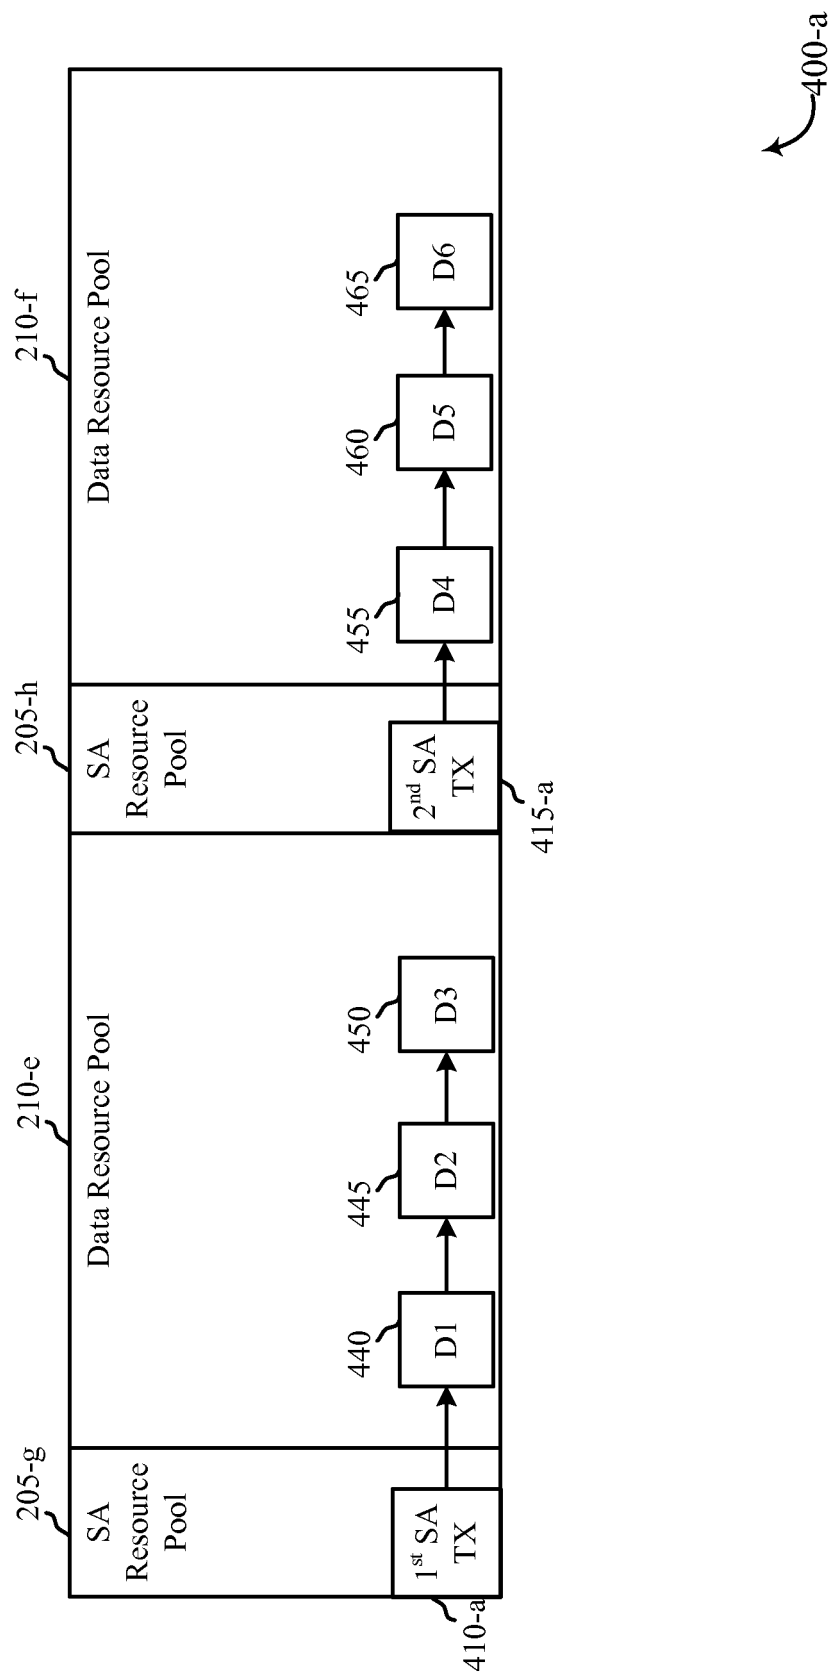 400-a
205-g
210-e
205-h
210-f
SA
Resource
Pool
Data Resource Pool
SA
Resource
Pool
Data Resource Pool
440
445
450
455
460
465
1st SA
TX
D1
D2
D3
2nd SA
TX
D4
D5
D6
410-a
415-a